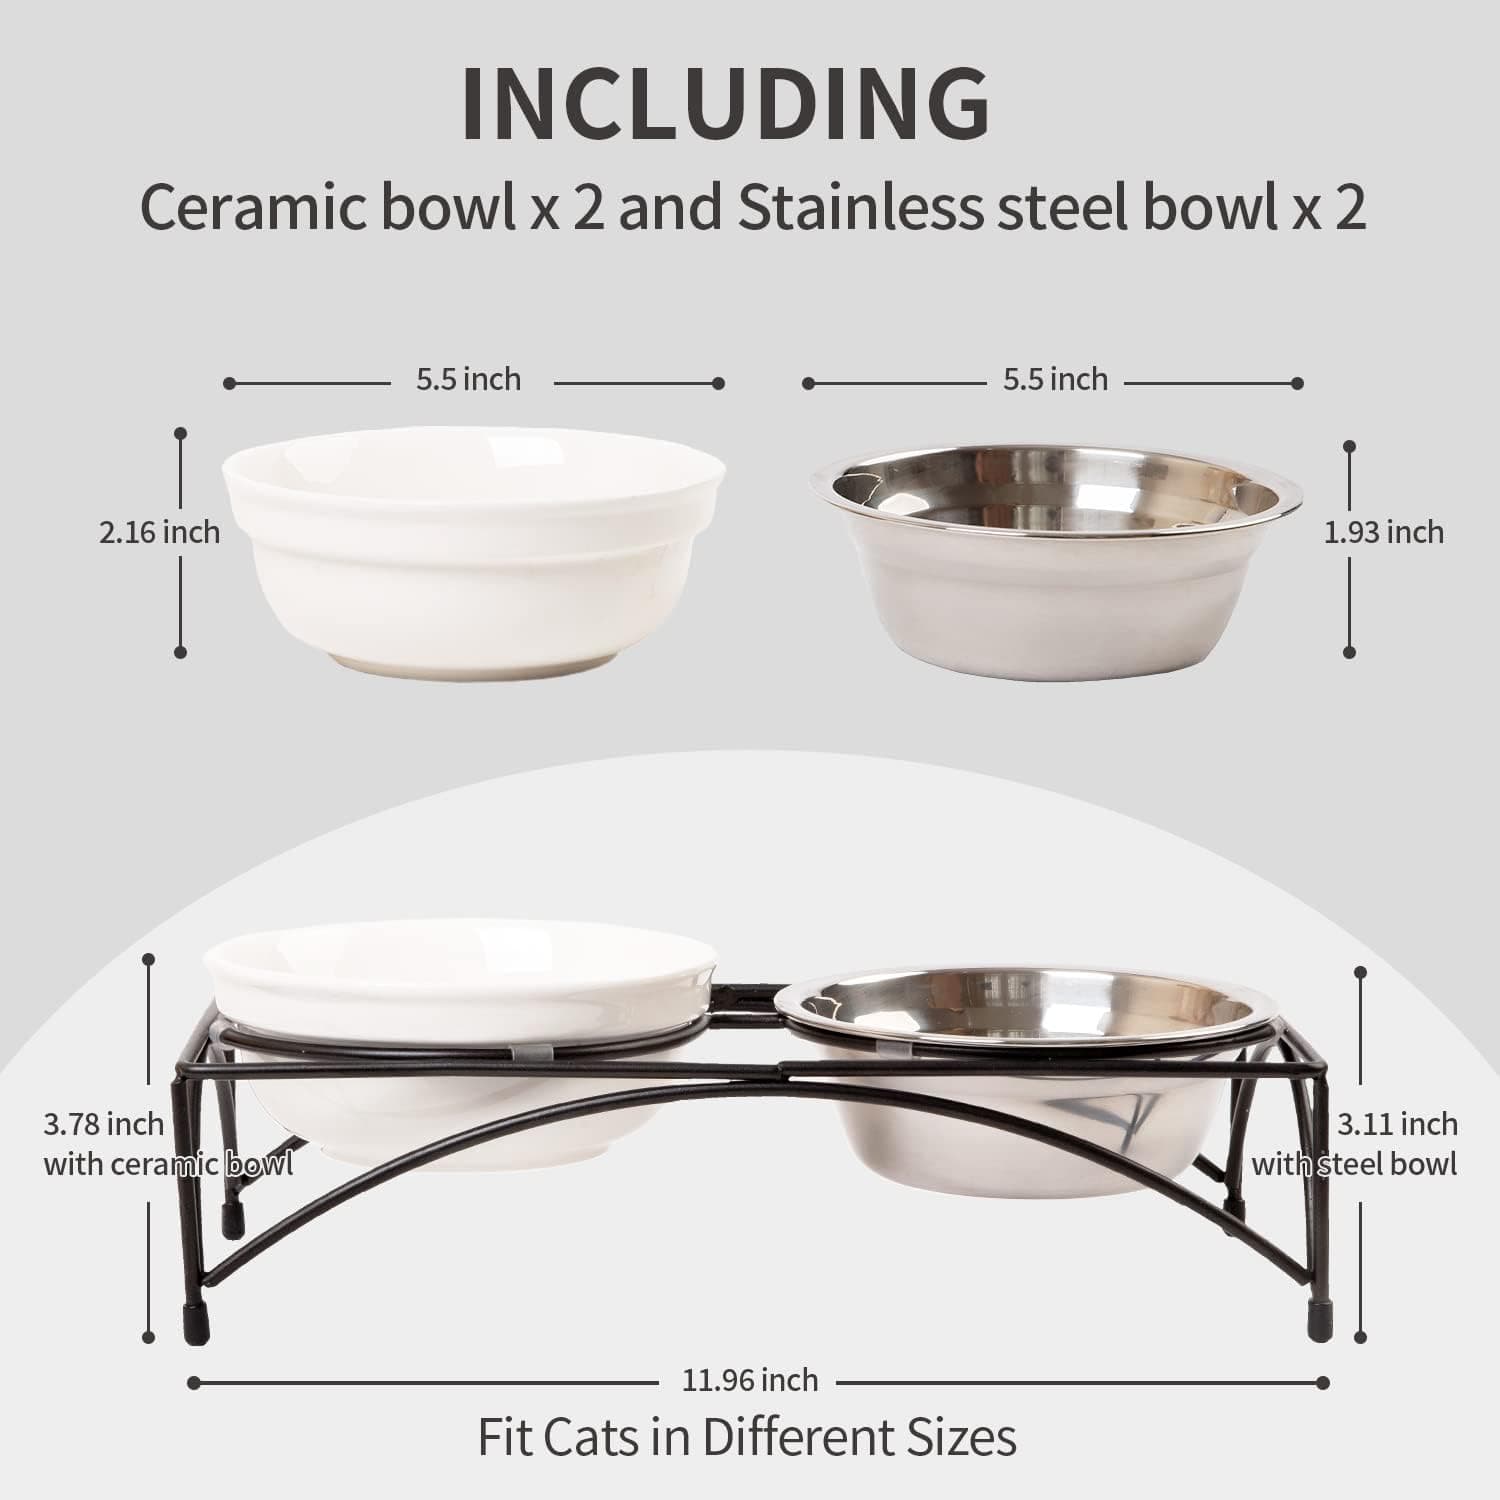 INCLUDING
Ceramic bowl x 2 and Stainless steel bowl x 2
5.5 inch
5.5 inch
2.16 inch
1.93 inch
3.78 inch
with ceramic bowl
3.11 inch
with steel bowl
11.96 inch
Fit Cats in Different Sizes